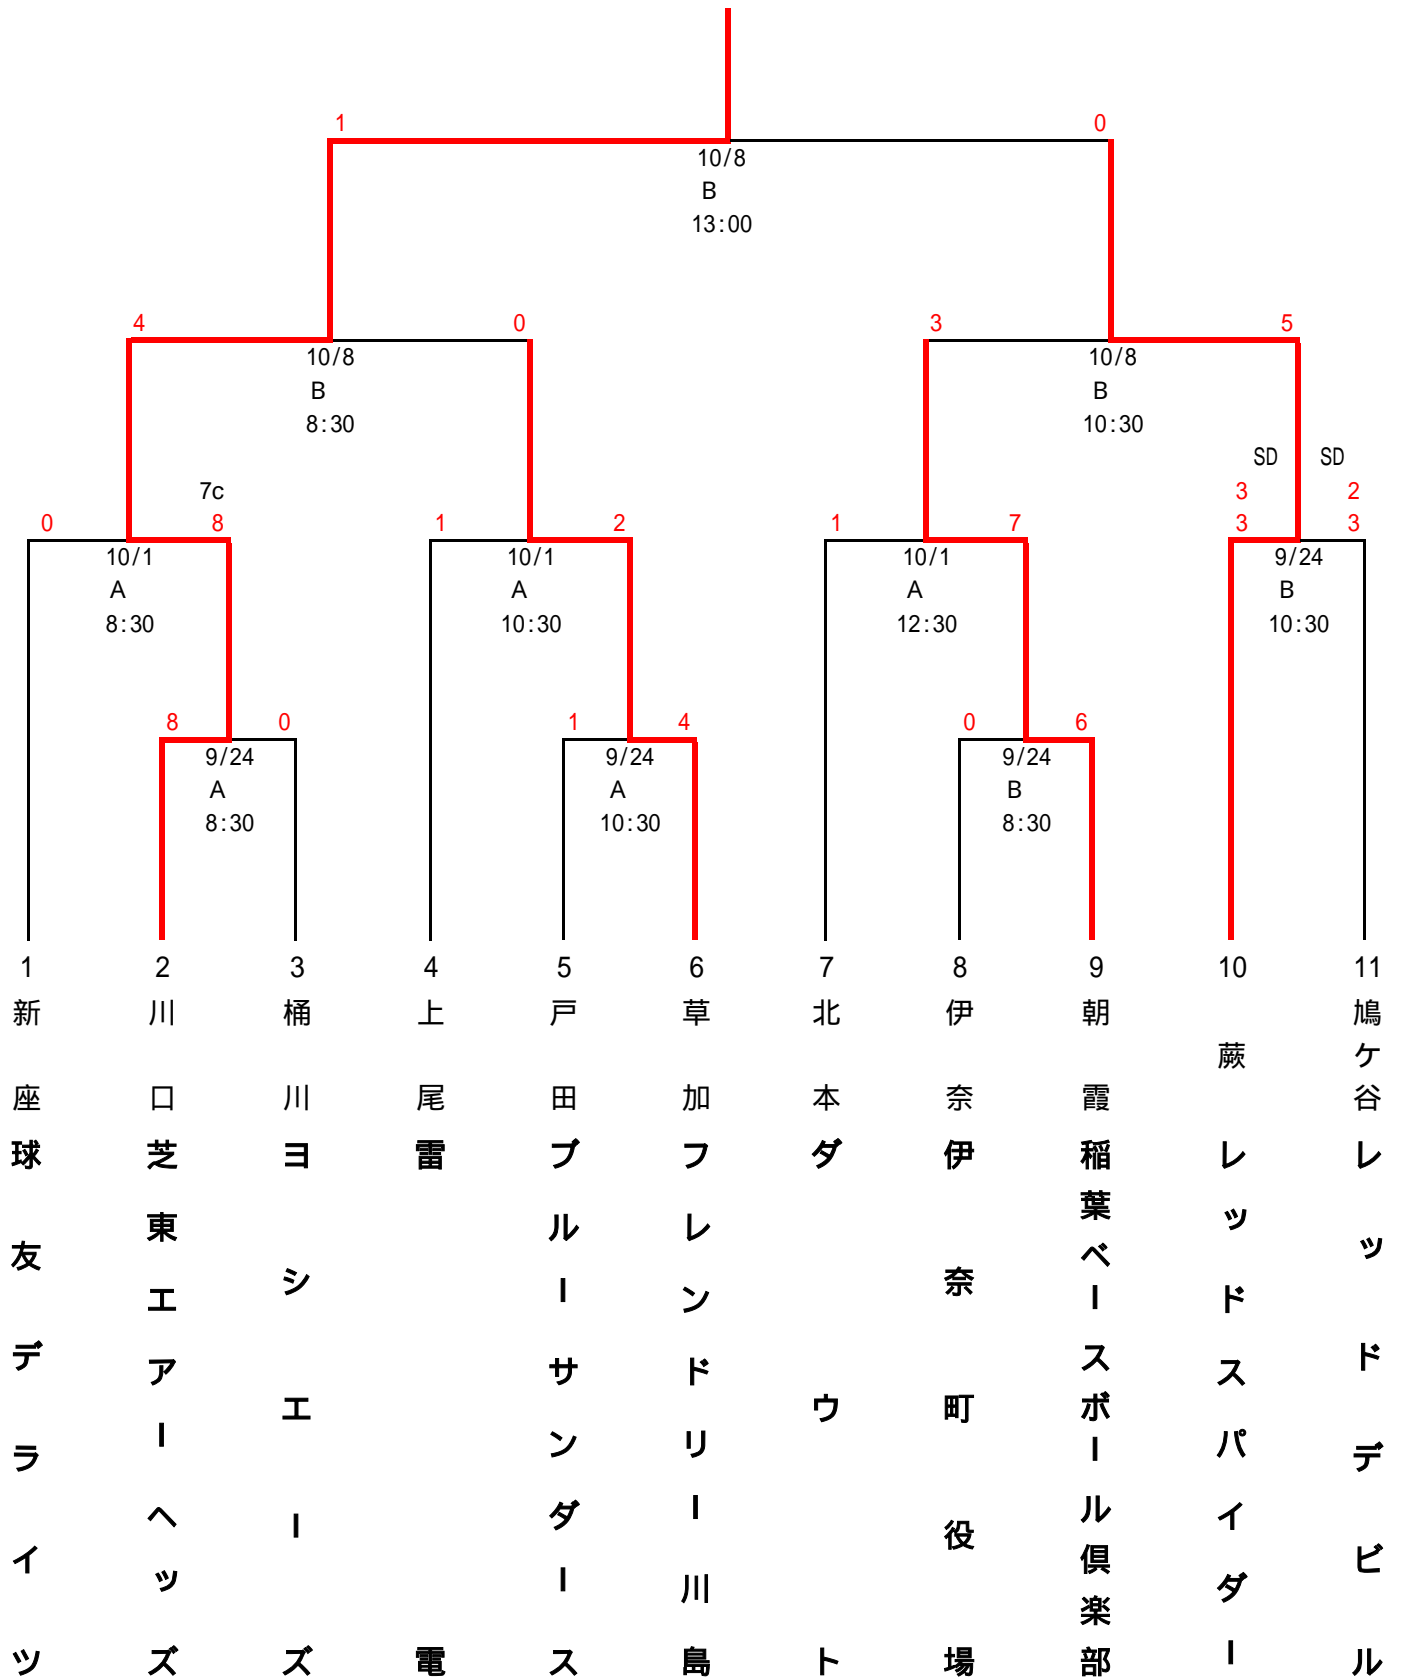 1 0
10/8
B
13:00
4 0 3 5
10/8 10/8
B B
8:30 10:30
SD SD
7c 3 2
0 8 1 2 1 7 3 3
10/1 10/1 10/1 9/24
A A A B
8:30 10:30 12:30 10:30
8 0 1 4 0 6
9/24 9/24 9/24
A A B
8:30 10:30 8:30
1 2 3 4 5 6 7 8 9 10 11
新座 球友デライツ
川口 芝東エアーヘッズ
桶川 ヨシエーズ
上尾 雷電
戸田 ブルーサンダース
草加 フレンドリー川島
北本 ダウト
伊奈 伊奈町役場
朝霞 稲葉ベースボール倶楽部
蕨 レッドスパイダー
鳩ケ谷 レッドデビル